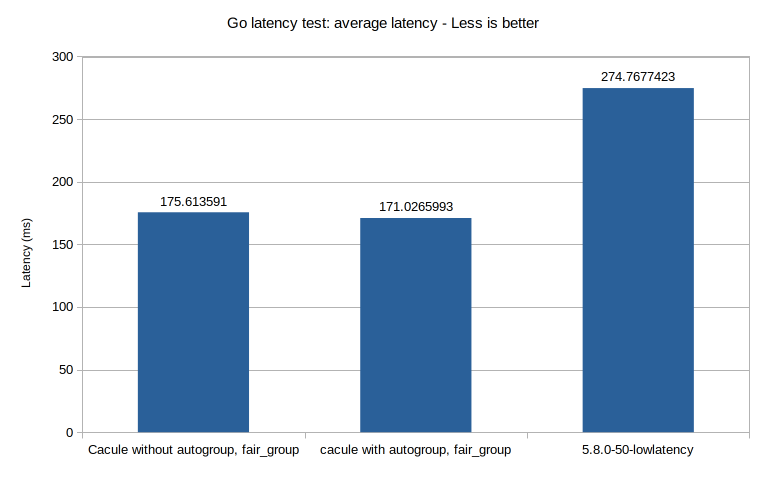 Go latency test: average latency - Less is better
Latency (ms)
300
250
200
150
100
50
0
175.613591
171.0265993
274.7677423
Cacule without autogroup, fair_group
cacule with autogroup, fair_group
5.8.0-50-lowlatency